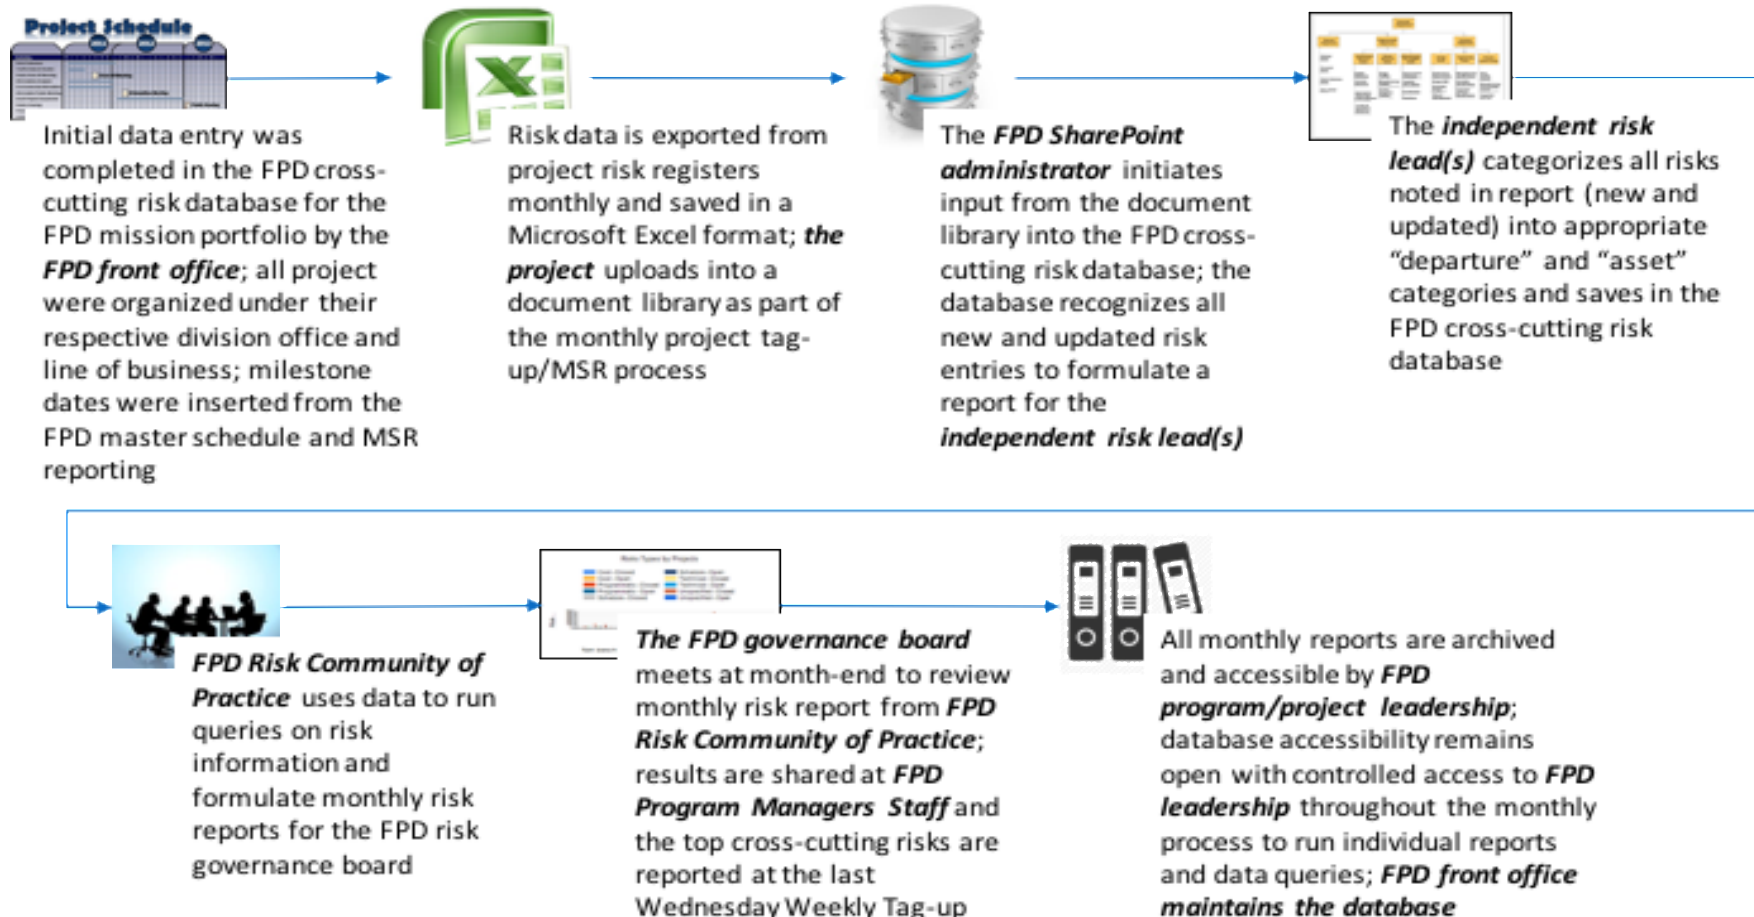 Project Schedule
Initial data entry was
completed in the FPD cross-
cutting risk database for the
FPD mission portfolio by the
FPD front office; all project
were organized under their
respective division office and
line of business; milestone
dates were inserted from the
FPD master schedule and MSR
reporting
Risk data is exported from
project risk registers
monthly and saved in a
Microsoft Excel format; the
project uploads into a
document library as part of
the monthly project tag-
up/MSR process
The FPD SharePoint
administrator initiates
input from the document
library into the FPD cross-
cutting risk database; the
database recognizes all
new and updated risk
entries to formulate a
report for the
independent risk lead(s)
The independent risk
lead(s) categorizes all risks
noted in report (new and
updated) into appropriate
“departure” and “asset”
categories and saves in the
FPD cross-cutting risk
database
FPD Risk Community of
Practice uses data to run
queries on risk
information and
formulate monthly risk
reports for the FPD risk
governance board
The FPD governance board
meets at month-end to review
monthly risk report from FPD
Risk Community of Practice;
results are shared at FPD
Program Managers Staff and
the top cross-cutting risks are
reported at the last
Wednesday Weekly Tag-up
All monthly reports are archived
and accessible by FPD
program/project leadership;
database accessibility remains
open with controlled access to FPD
leadership throughout the monthly
process to run individual reports
and data queries; FPD front office
maintains the database